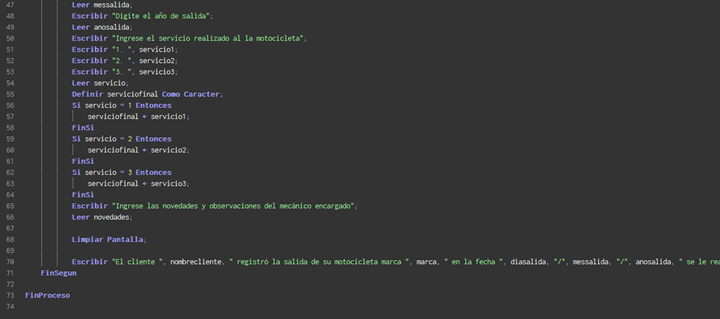 47 Leer messalida;
48 Escribir "Digite el año de salida";
49 Leer anosalida;
50 Escribir "Ingrese el servicio realizado al la motocicleta";
51 Escribir "1. ", servicio1;
52 Escribir "2. ", servicio2;
53 Escribir "3. ", servicio3;
54 Leer servicio;
55 Definir serviciofinal Como Caracter;
56 Si servicio = 1 Entonces
57 serviciofinal ← servicio1;
58 FinSi
59 Si servicio = 2 Entonces
60 serviciofinal ← servicio2;
61 FinSi
62 Si servicio = 3 Entonces
63 serviciofinal ← servicio3;
64 FinSi
65 Escribir "Ingrese las novedades y observaciones del mecánico encargado";
66 Leer novedades;
67
68 Limpiar Pantalla;
69
70 Escribir "El cliente ", nombrecliente, " registró la salida de su motocicleta marca ", marca, " en la fecha ", diasalida, "/", messalida, "/", anosalida, " se le rea
71 FinSegun
72
73 FinProceso
74